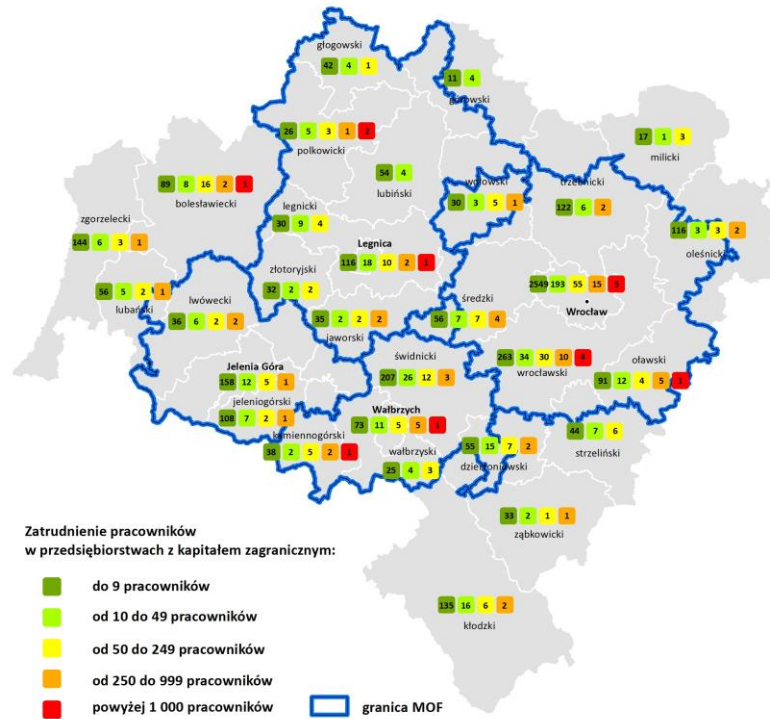 głogowski
42 4 1
11 4
górowski
26 5 3 1 2
polkowicki
17 1 3
milicki
54 4
lubiński
89 8 16 2
bolesławiecki
wołowski
30 3 5 1
trzebnicki
122 6 2
zgorzelecki
144 6 3 1
legnicki
30 9 4
116 3 3 2
oleśnicki
Legnica
116 18 10 2 1
złotoryjski
32 2 2
2549 193 55 15 5
Wrocław
56 5 2 1
lubański
lwówecki
36 6 2 2
35 2 2 2
jaworski
średzki
56 7 7 4
świdnicki
207 26 12 3
263 34 30 10 4
wrocławski
oławski
91 12 4 5 1
Jelenia Góra
158 12 5 1
jeleniogórski
108 7 2 1
Wałbrzych
73 11 5 5 1
kamiennogórski
38 2 5 2 1
wałbrzyski
25 4 3
55 15 7 2
dzierżoniowski
44 7 6
strzeliński
33 2 1 1
ząbkowicki
135 16 6 2
kłodzki
Zatrudnienie pracowników
w przedsiębiorstwach z kapitałem zagranicznym:
do 9 pracowników
od 10 do 49 pracowników
od 50 do 249 pracowników
od 250 do 999 pracowników
powyżej 1 000 pracowników
granica MOF